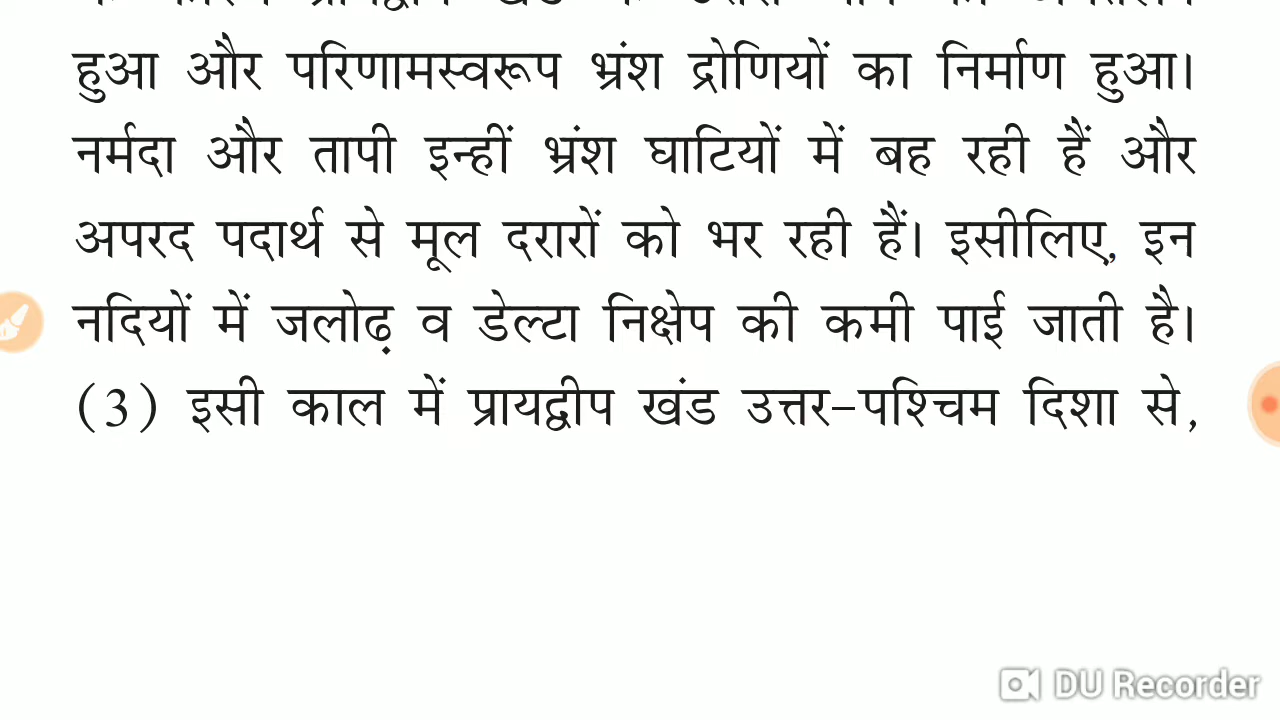 हुआ और परिणामस्वरूप भ्रंश द्रोणियों का निर्माण हुआ।
नर्मदा और तापी इन्हीं भ्रंश घाटियों में बह रही हैं और
अपरद पदार्थ से मूल दरारों को भर रही हैं। इसीलिए, इन
नदियों में जलोढ़ व डेल्टा निक्षेप की कमी पाई जाती है।
(3) इसी काल में प्रायद्वीप खंड उत्तर-पश्चिम दिशा से,
DU Recorder